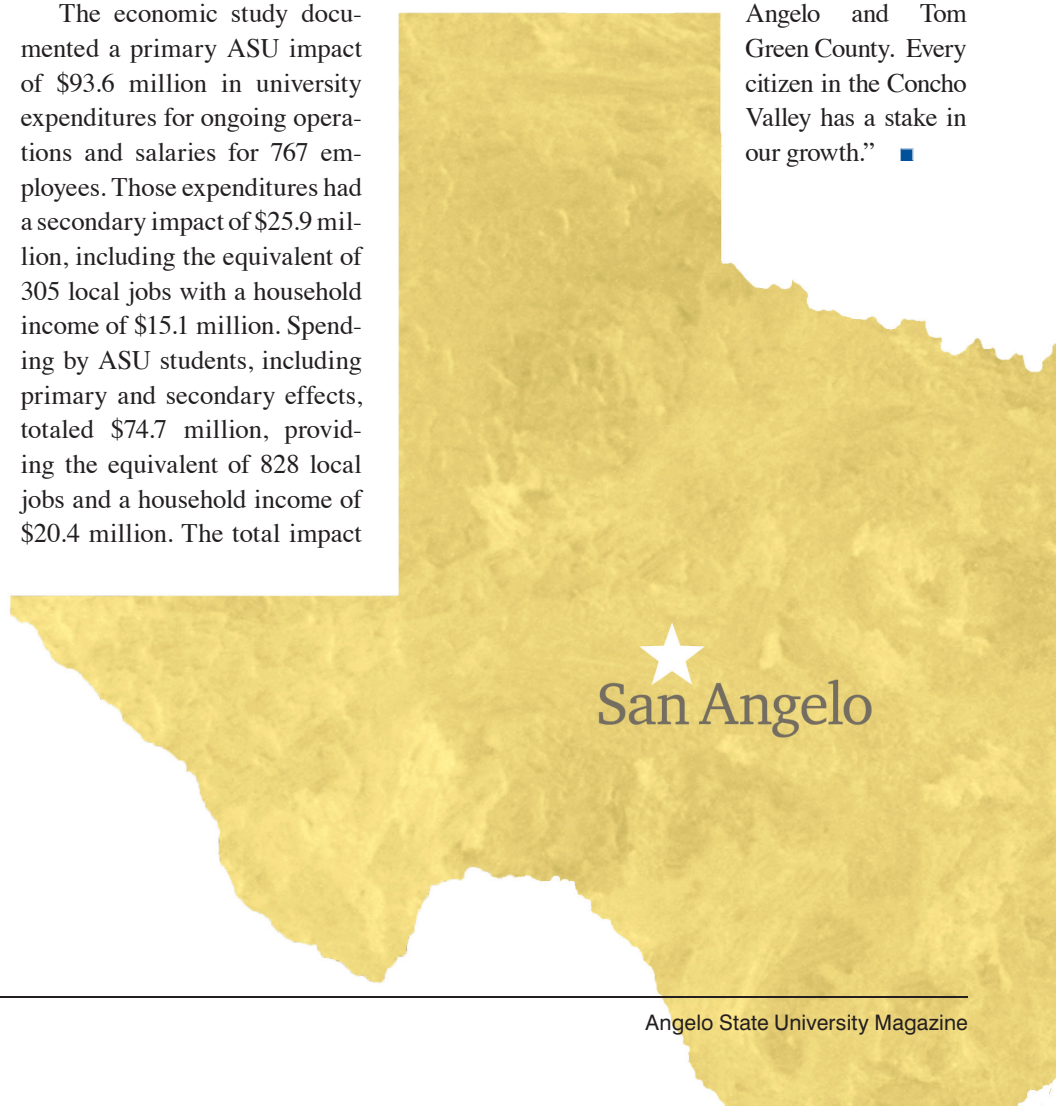 The economic study docu-
mented a primary ASU impact
of $93.6 million in university
expenditures for ongoing opera-
tions and salaries for 767 em-
ployees. Those expenditures had
a secondary impact of $25.9 mil-
lion, including the equivalent of
305 local jobs with a household
income of $15.1 million. Spend-
ing by ASU students, including
primary and secondary effects,
totaled $74.7 million, provid-
ing the equivalent of 828 local
jobs and a household income of
$20.4 million. The total impact
Angelo and Tom
Green County. Every
citizen in the Concho
Valley has a stake in
our growth.”
San Angelo
Angelo State University Magazine